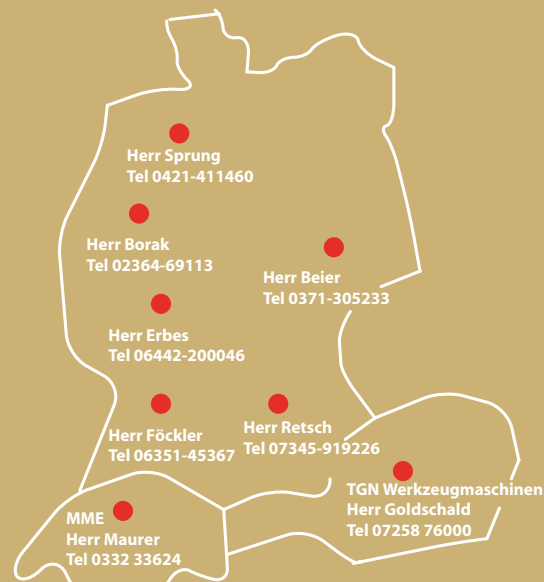 Herr Sprung
Tel 0421-411460
Herr Borak
Tel 02364-69113
Herr Beier
Tel 0371-305233
Herr Erbes
Tel 06442-200046
Herr Föckler
Tel 06351-45367
Herr Retsch
Tel 07345-919226
TGN Werkzeugmaschinen
Herr Goldschald
Tel 07258 76000
MME
Herr Maurer
Tel 0332 33624